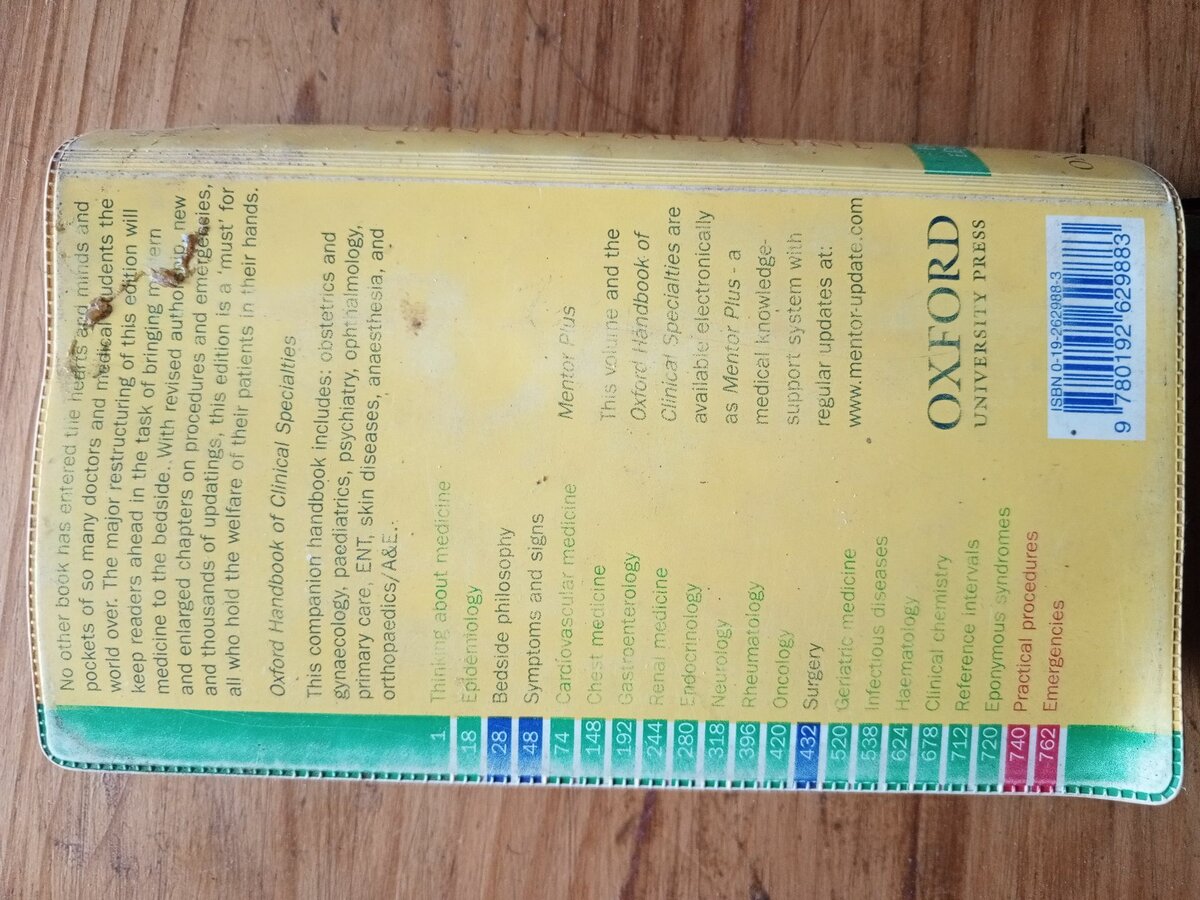 No other book has entered the hearts and minds and
pockets of so many doctors and medical students the
world over. The major restructuring of this edition will
keep readers ahead in the task of bringing modern
medicine to the bedside. With revised authorship, new
and enlarged chapters on procedures and emergencies,
and thousands of updatings, this edition is a 'must' for
all who hold the welfare of their patients in their hands.
Oxford Handbook of Clinical Specialties
This companion handbook includes: obstetrics and
gynaecology, paediatrics, psychiatry, ophthalmology,
primary care, ENT, skin diseases, anaesthesia, and
orthopaedics/A&E.
1 Thinking about medicine
18 Epidemiology
28 Bedside philosophy
48 Symptoms and signs
74 Cardiovascular medicine
148 Chest medicine
192 Gastroenterology
244 Renal medicine
280 Endocrinology
318 Neurology
396 Rheumatology
420 Oncology
432 Surgery
520 Geriatric medicine
538 Infectious diseases
624 Haematology
678 Clinical chemistry
712 Reference intervals
720 Eponymous syndromes
740 Practical procedures
762 Emergencies
Mentor Plus
This volume and the
Oxford Handbook of
Clinical Specialties are
available electronically
as Mentor Plus - a
medical knowledge-
support system with
regular updates at:
www.mentor-update.com
OXFORD
UNIVERSITY PRESS
ISBN 0-19-262988-3
9 780192 629883